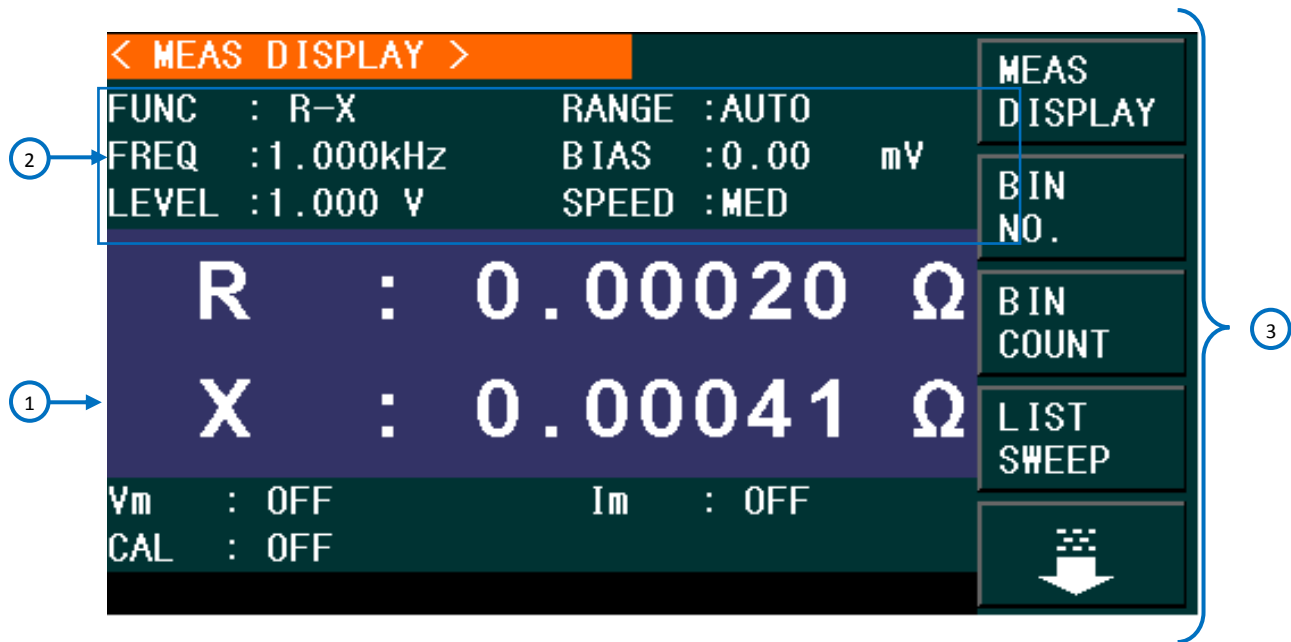 < MEAS DISPLAY >
FUNC : R-X RANGE :AUTO
FREQ :1.000kHz BIAS :0.00 mV
LEVEL :1.000 V SPEED :MED
R : 0.00020 Ω
X : 0.00041 Ω
Vm : OFF Im : OFF
CAL : OFF
MEAS
DISPLAY
BIN
NO.
BIN
COUNT
LIST
SWEEP
2
1
3